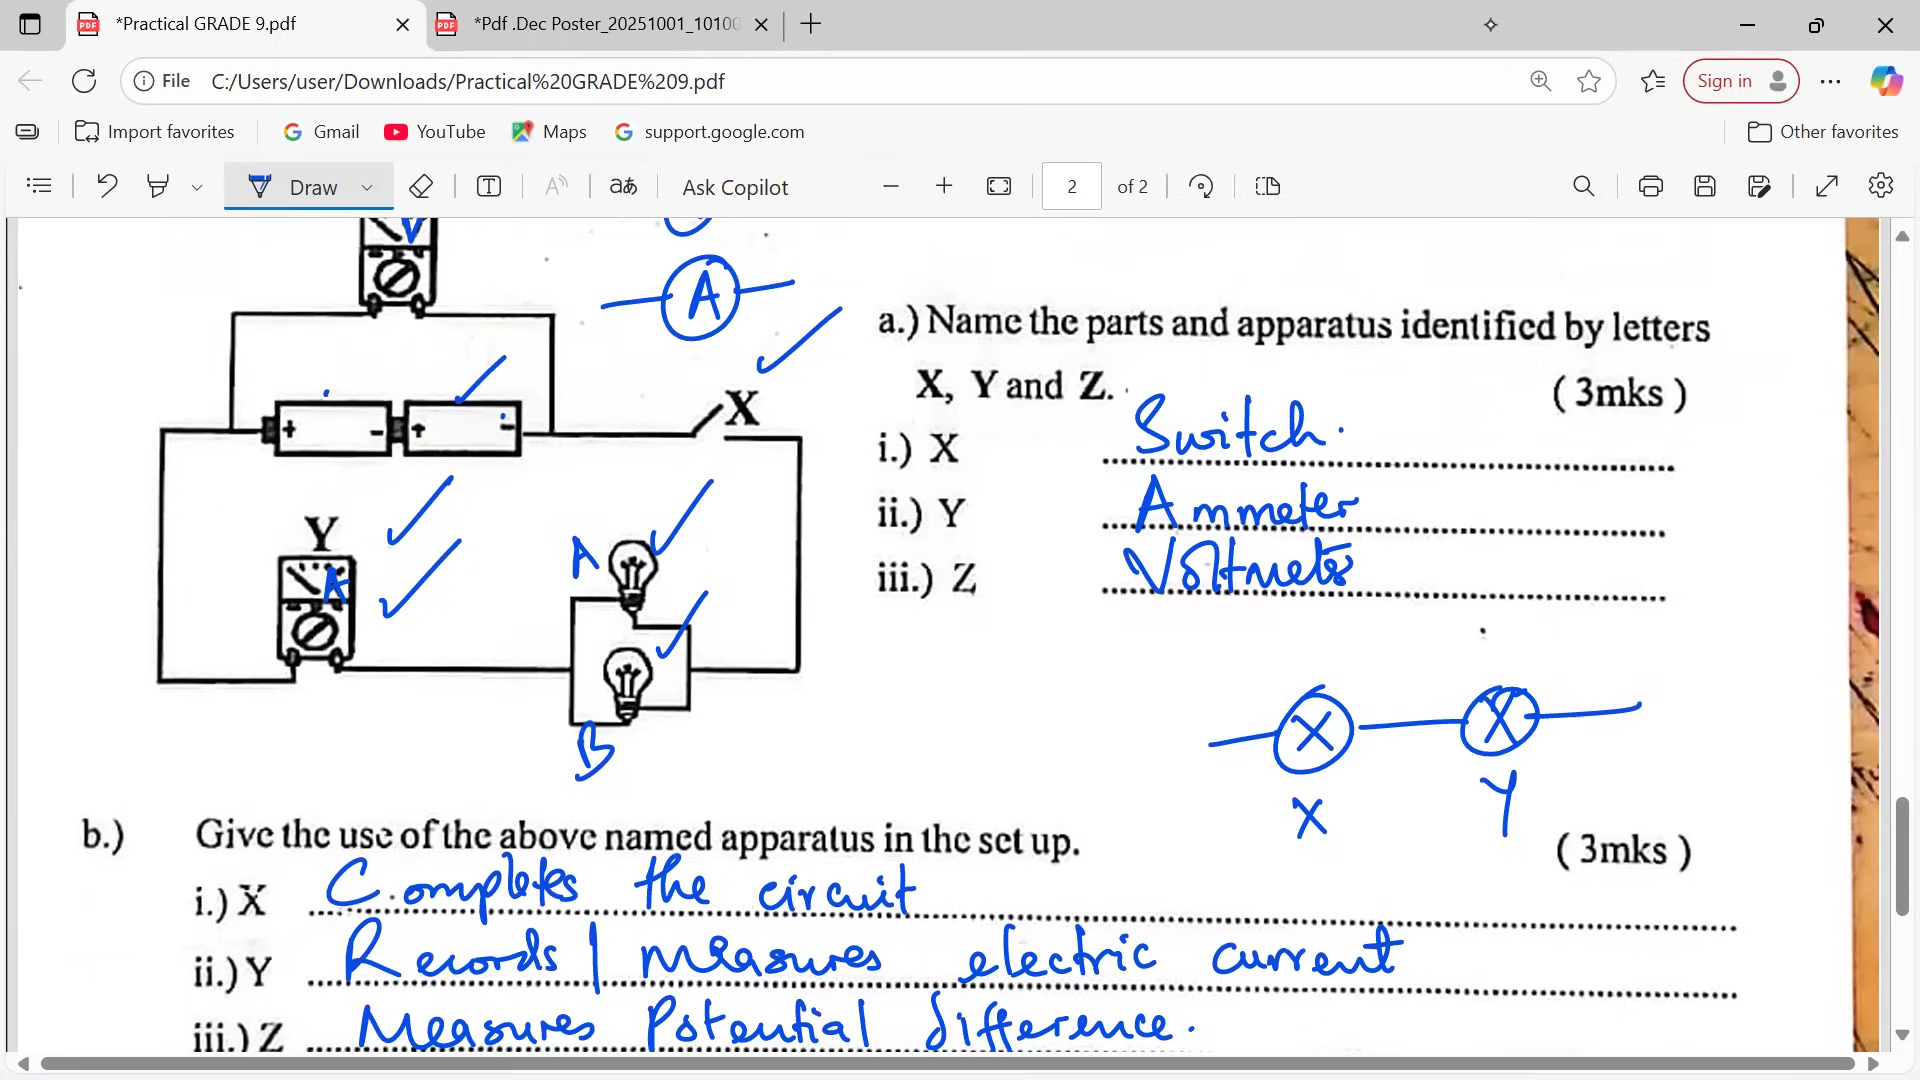 *Practical GRADE 9.pdf
*Pdf .Dec Poster_20251001_10100
File C:/Users/user/Downloads/Practical%20GRADE%209.pdf
Sign in
Import favorites Gmail YouTube Maps support.google.com Other favorites
Draw aあ Ask Copilot 2 of 2
V
A
a.) Name the parts and apparatus identified by letters
X, Y and Z. ( 3mks )
X
+ - + -
i.) X Switch.
ii.) Y Ammeter
iii.) Z Voltmeter
Y
A
A
B
X Y
b.) Give the use of the above named apparatus in the set up. ( 3mks )
i.) X Completes the circuit
ii.) Y Records / measures electric current
iii.) Z Measures Potential difference.